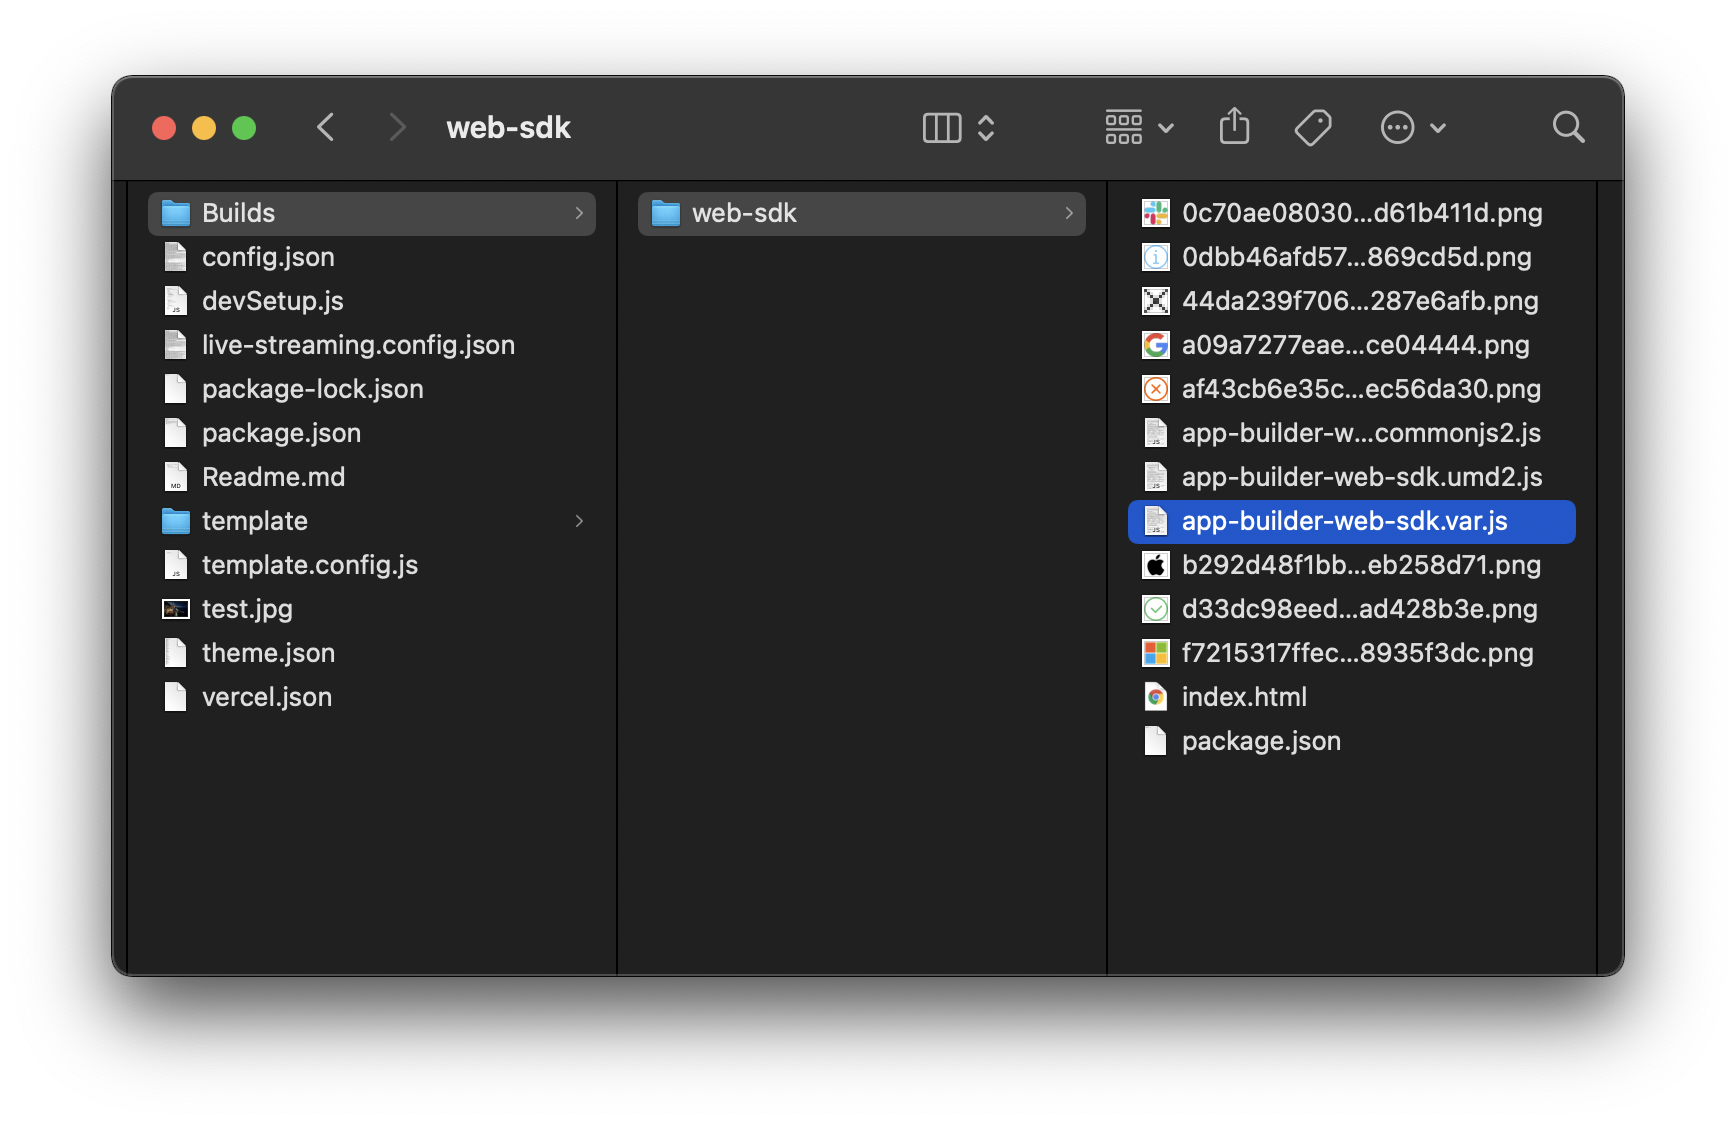 web-sdk
Builds
config.json
devSetup.js
live-streaming.config.json
package-lock.json
package.json
Readme.md
template
template.config.js
test.jpg
theme.json
vercel.json
web-sdk
0c70ae08030...d61b411d.png
0dbb46afd57...869cd5d.png
44da239f706...287e6afb.png
a09a7277eae...ce04444.png
af43cb6e35c...ec56da30.png
app-builder-w...commonjs2.js
app-builder-web-sdk.umd2.js
app-builder-web-sdk.var.js
b292d48f1bb...eb258d71.png
d33dc98eed...ad428b3e.png
f7215317ffec...8935f3dc.png
index.html
package.json